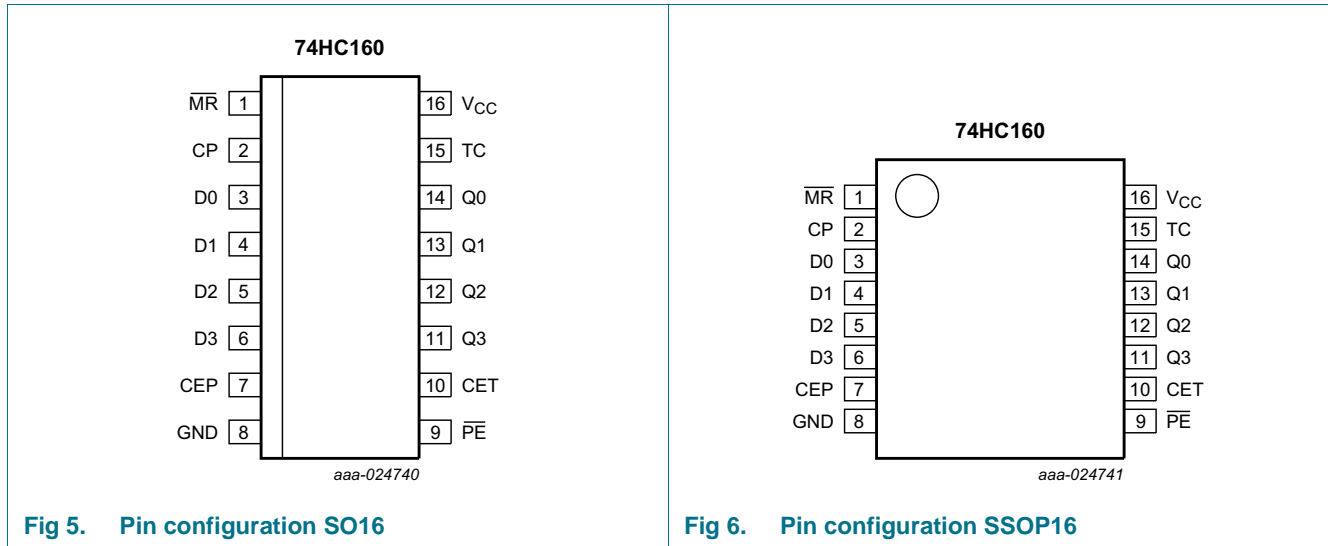 74HC160
M̅R̅ 1 16 VCC
CP 2 15 TC
D0 3 14 Q0
D1 4 13 Q1
D2 5 12 Q2
D3 6 11 Q3
CEP 7 10 CET
GND 8 9 P̅E̅
aaa-024740
Fig 5. Pin configuration SO16
74HC160
M̅R̅ 1 16 VCC
CP 2 15 TC
D0 3 14 Q0
D1 4 13 Q1
D2 5 12 Q2
D3 6 11 Q3
CEP 7 10 CET
GND 8 9 P̅E̅
aaa-024741
Fig 6. Pin configuration SSOP16